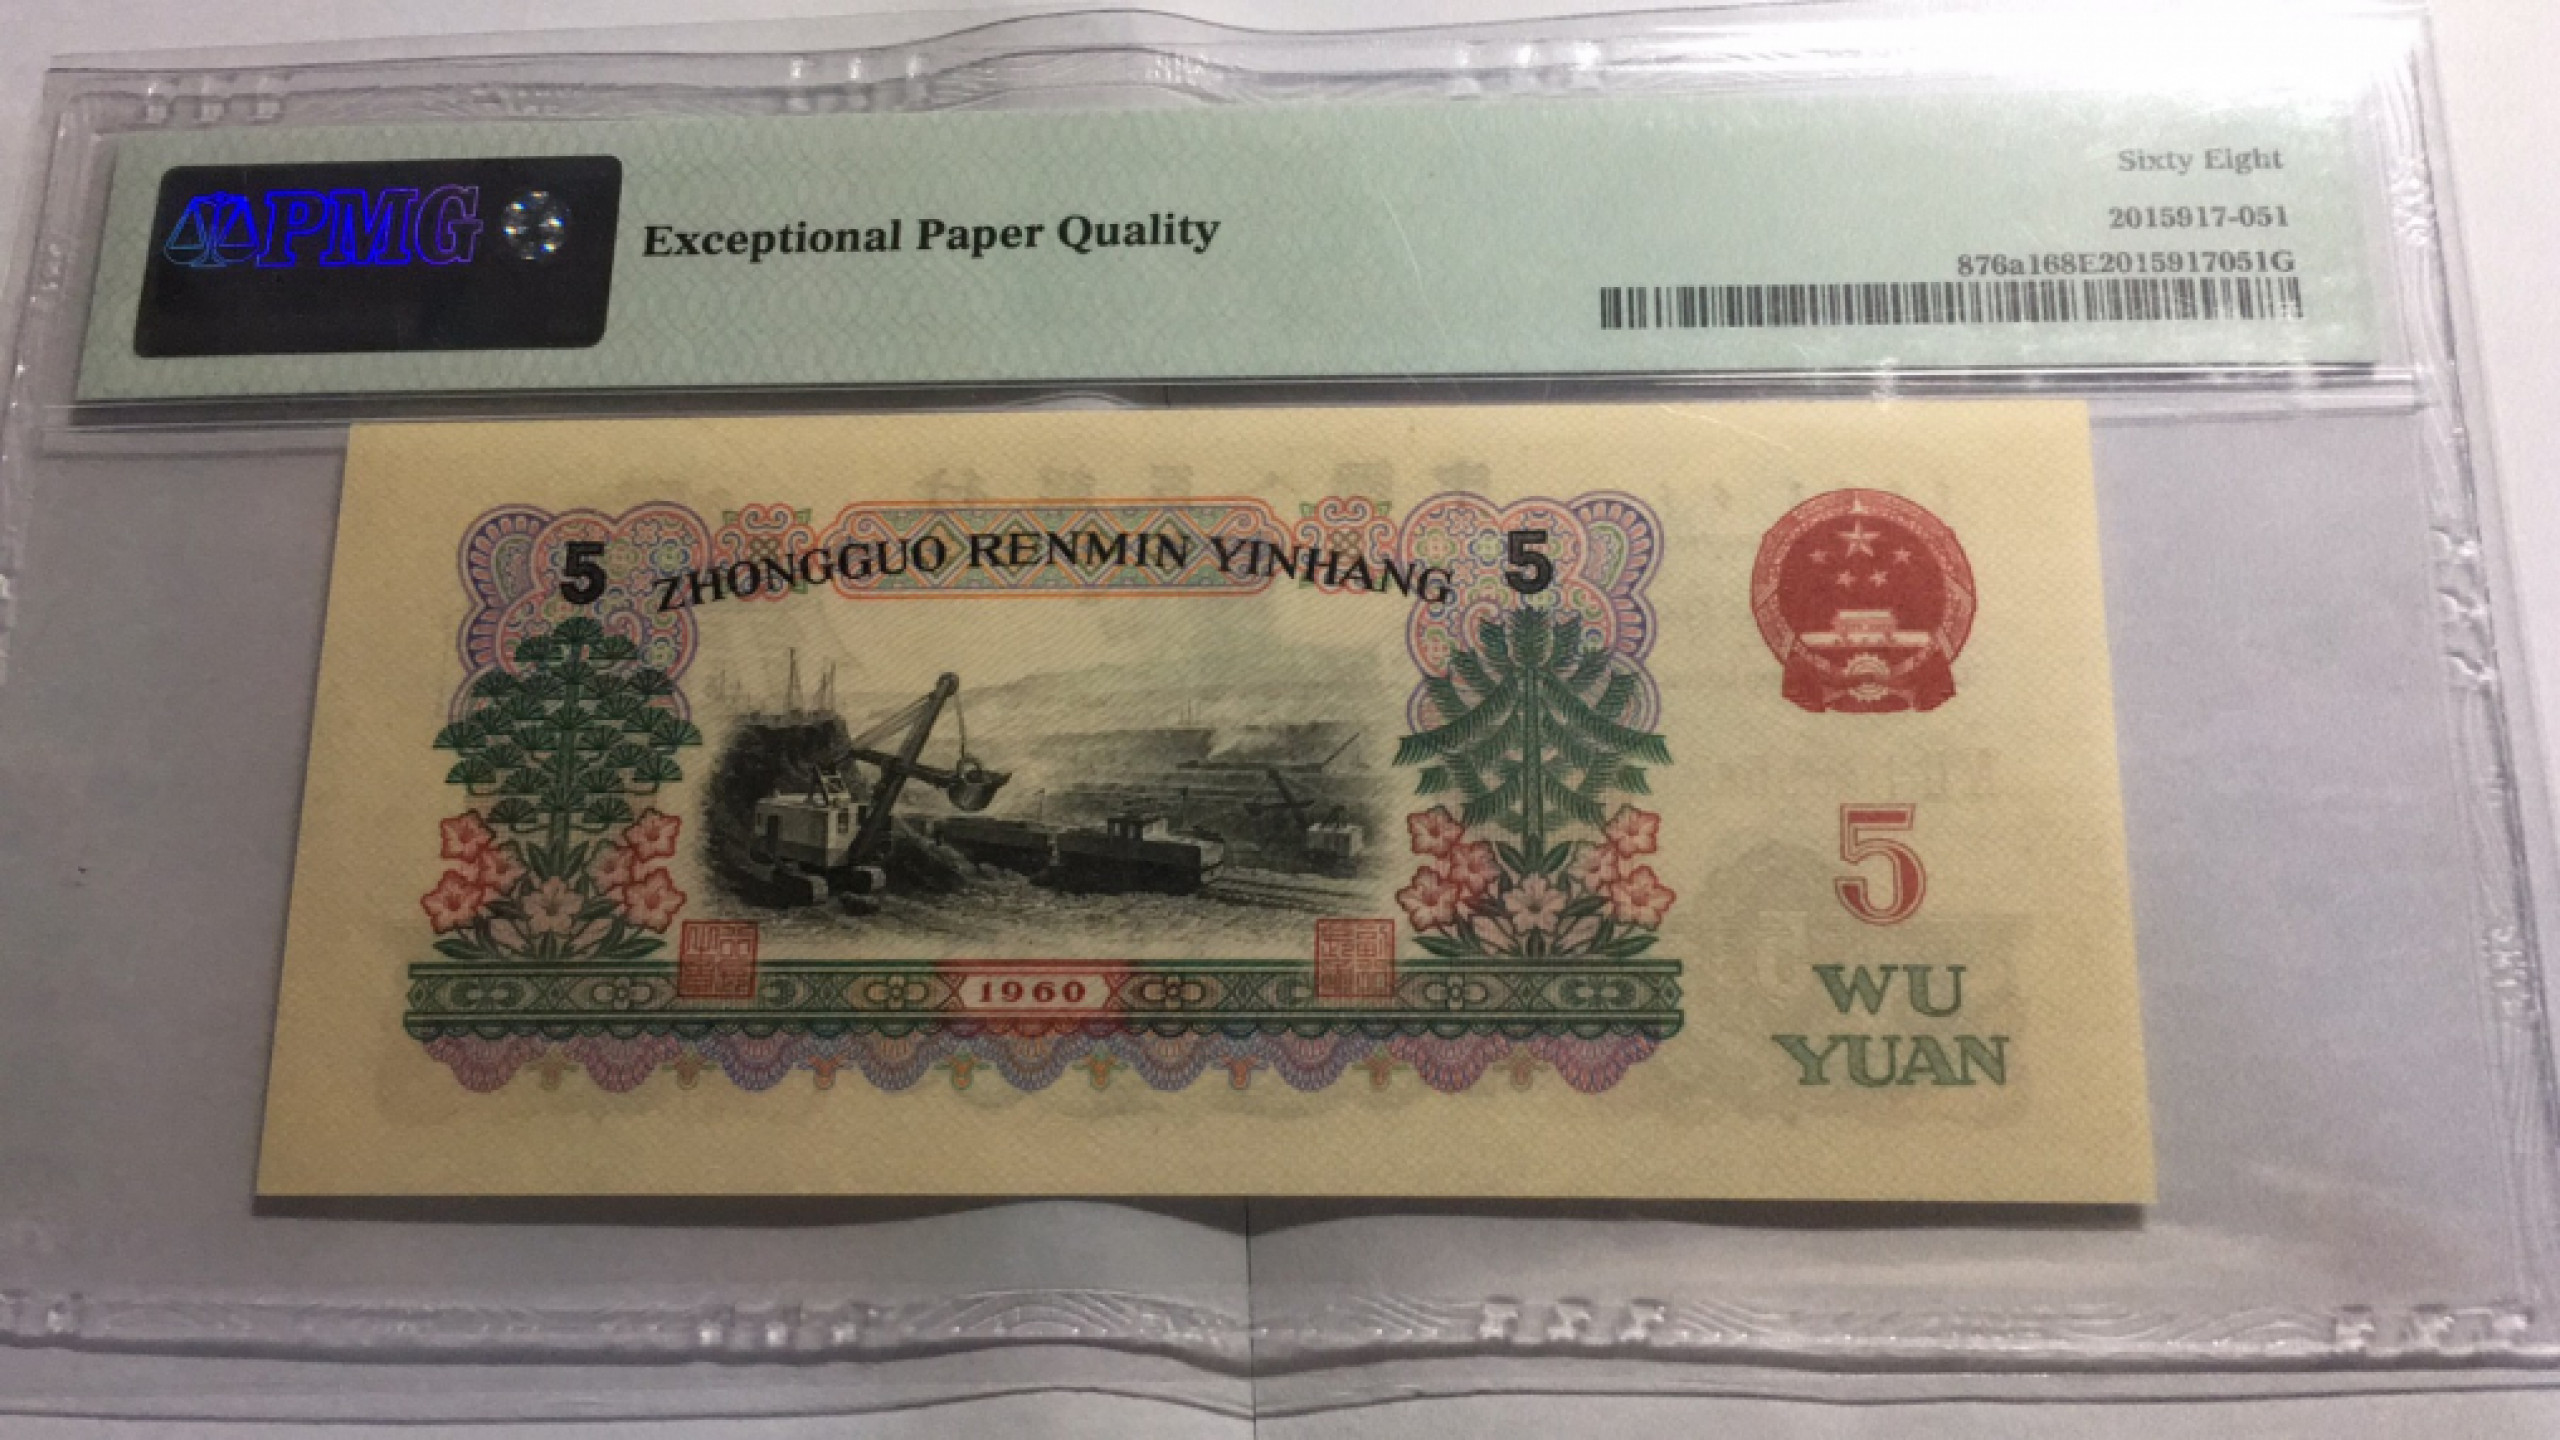 PMG
Exceptional Paper Quality
Sixty Eight
2015917-051
876a168E2015917051G
5 ZHONGGUO RENMIN YINHANG 5
1960
5
WU
YUAN